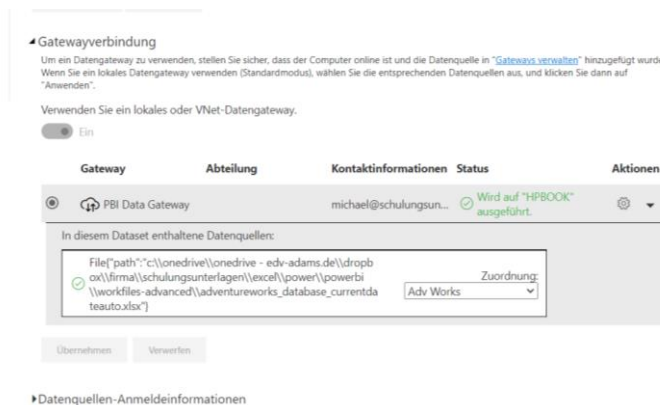 Gatewayverbindung
Um ein Datengateway zu verwenden, stellen Sie sicher, dass der Computer online ist und die Datenquelle in "Gateways verwalten" hinzugefügt wurde
Wenn Sie ein lokales Datengateway verwenden (Standardmodus), wählen Sie die entsprechenden Datenquellen aus, und klicken Sie dann auf
"Anwenden".
Verwenden Sie ein lokales oder VNet-Datengateway.
Ein
Gateway Abteilung Kontaktinformationen Status Aktionen
PBI Data Gateway michael@schulungsun... Wird auf "HPBOOK"
ausgeführt.
In diesem Dataset enthaltene Datenquellen:
File{"path":"c:\\onedrive\\onedrive - edv-adams.de\\dropb
ox\\firma\\schulungsunterlagen\\excel\\power\\powerbi
\\workfiles-advanced\\adventureworks_database_currentda
teauto.xlsx"}
Zuordnung:
Adv Works
Übernehmen Verwerfen
Datenquellen-Anmeldeinformationen